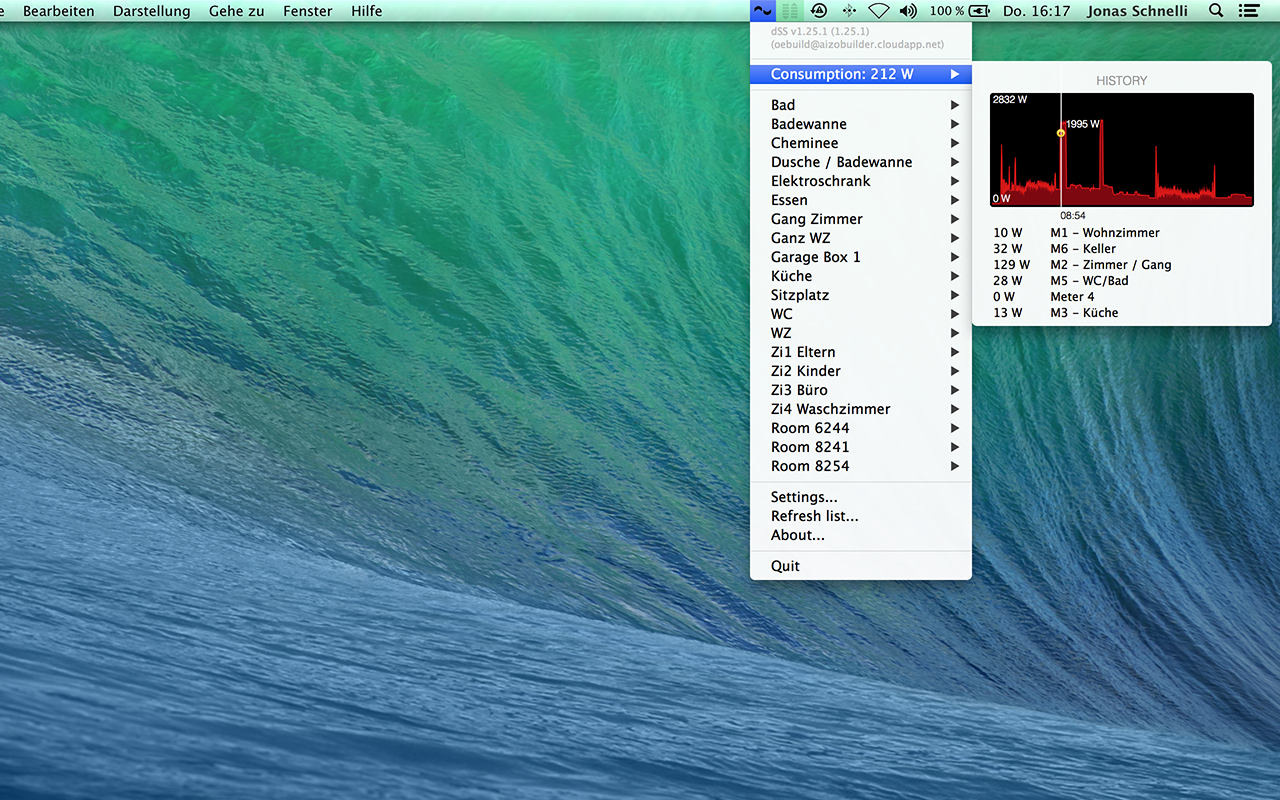 e Bearbeiten Darstellung Gehe zu Fenster Hilfe 100 % Do. 16:17 Jonas Schnelli
dSS v1.25.1 (1.25.1)
(oebuild@aizobuilder.cloudapp.net)
Consumption: 212 W
Bad
Badewanne
Cheminee
Dusche / Badewanne
Elektroschrank
Essen
Gang Zimmer
Ganz WZ
Garage Box 1
Küche
Sitzplatz
WC
WZ
Zi1 Eltern
Zi2 Kinder
Zi3 Büro
Zi4 Waschzimmer
Room 6244
Room 8241
Room 8254
Settings...
Refresh list...
About...
Quit
HISTORY
2832 W
1995 W
0 W
08:54
10 W M1 – Wohnzimmer
32 W M6 – Keller
129 W M2 – Zimmer / Gang
28 W M5 – WC/Bad
0 W Meter 4
13 W M3 – Küche